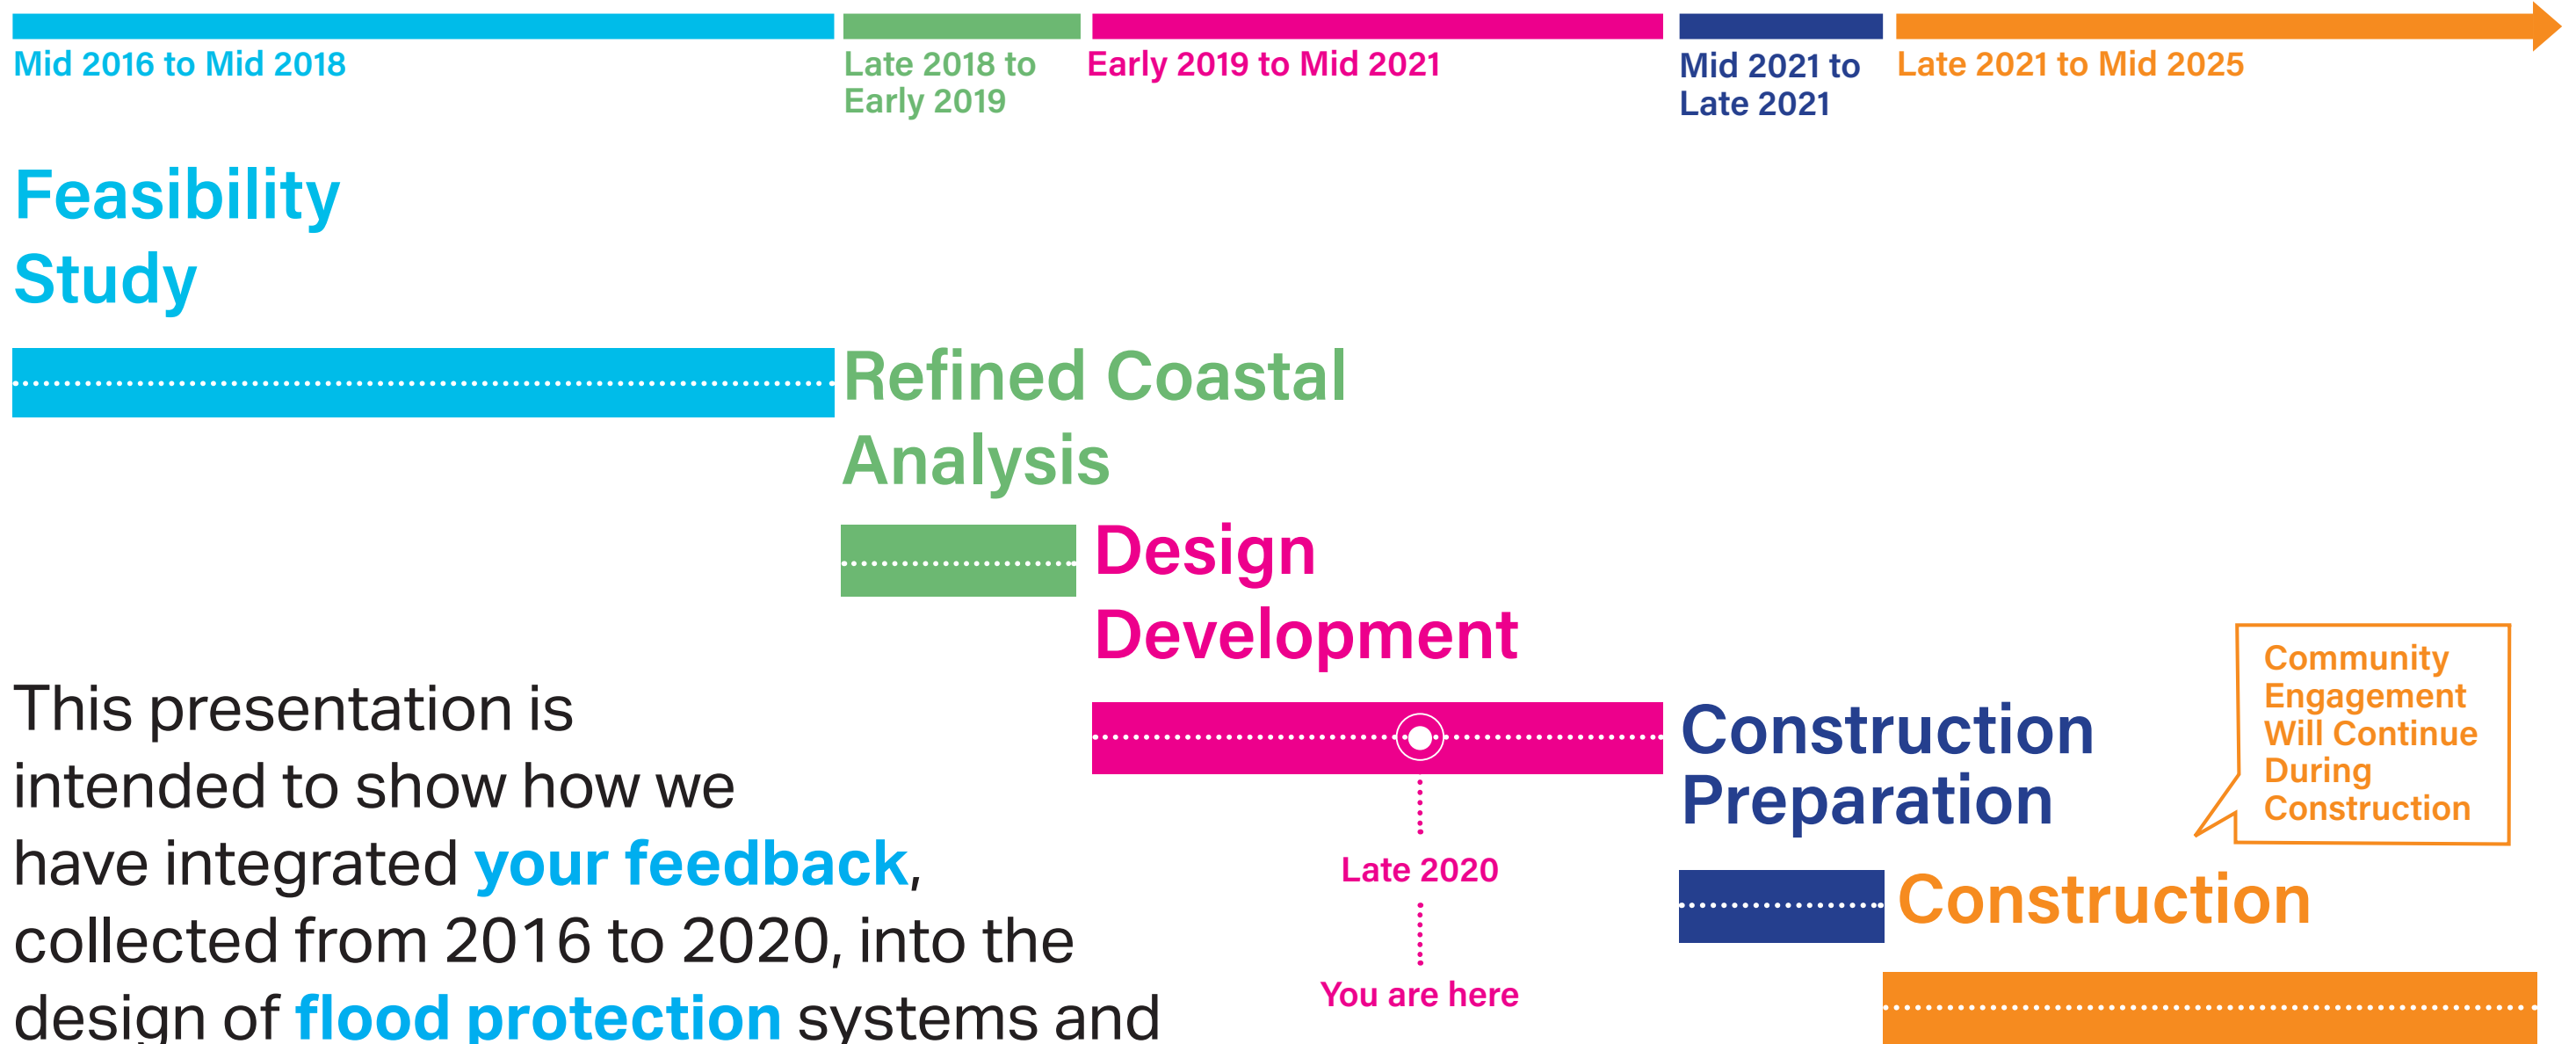 Mid 2016 to Mid 2018
Late 2018 to
Early 2019
Early 2019 to Mid 2021
Mid 2021 to
Late 2021
Late 2021 to Mid 2025
Feasibility
Study
Refined Coastal
Analysis
Design
Development
Construction
Preparation
Community
Engagement
Will Continue
During
Construction
Construction
Late 2020
You are here
This presentation is
intended to show how we
have integrated your feedback,
collected from 2016 to 2020, into the
design of flood protection systems and